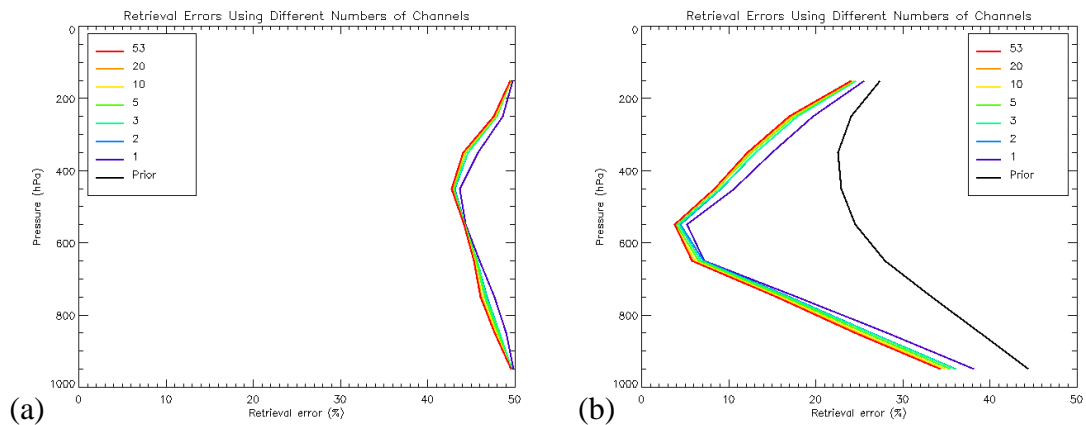 Retrieval Errors Using Different Numbers of Channels
0
200
400
600
800
1000
Pressure (hPa)
53
20
10
5
3
2
1
Prior
0 10 20 30 40 50
Retrieval error (%)
(a)
Retrieval Errors Using Different Numbers of Channels
0
200
400
600
800
1000
Pressure (hPa)
53
20
10
5
3
2
1
Prior
0 10 20 30 40 50
Retrieval error (%)
(b)